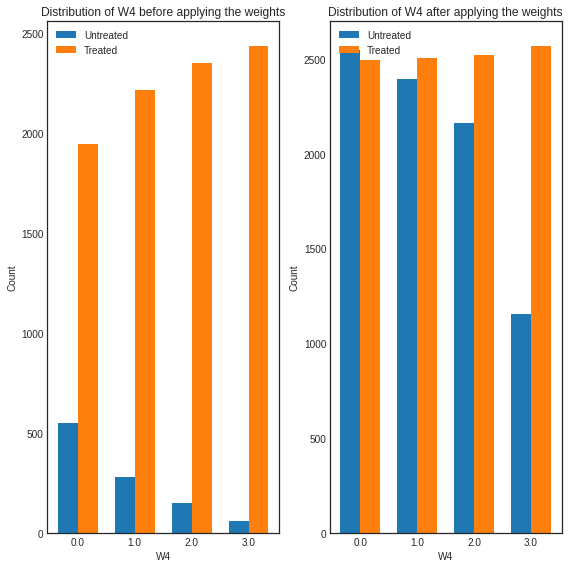 Distribution of W4 before applying the weights
Untreated
Treated
2500
2000
1500
1000
500
0
Count
0.0 1.0 2.0 3.0
W4
Distribution of W4 after applying the weights
Untreated
Treated
2500
2000
1500
1000
500
0
Count
0.0 1.0 2.0 3.0
W4